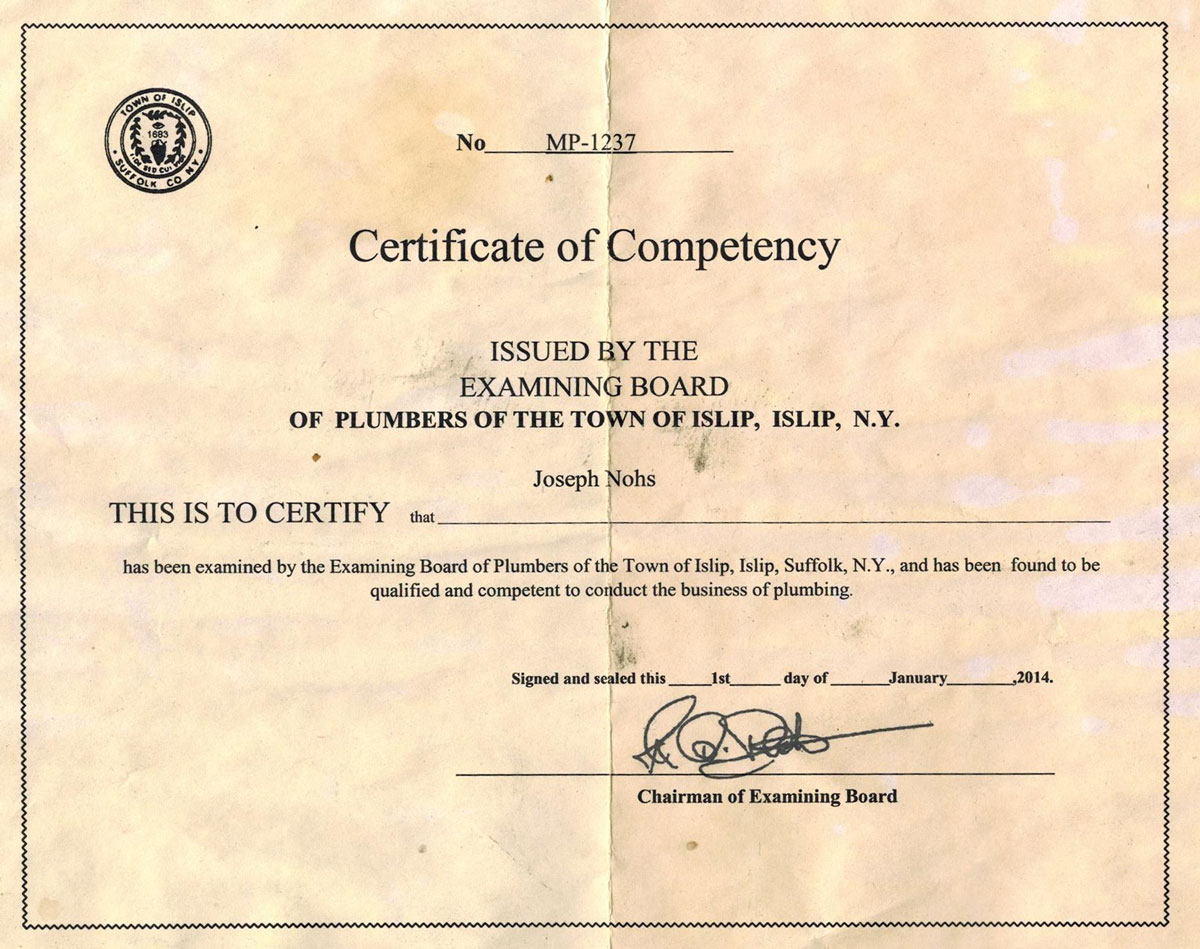 TOWN OF ISLIP
1683
SUFFOLK CO NY
No MP-1237
Certificate of Competency
ISSUED BY THE
EXAMINING BOARD
OF PLUMBERS OF THE TOWN OF ISLIP, ISLIP, N.Y.
Joseph Nohs
THIS IS TO CERTIFY that
has been examined by the Examining Board of Plumbers of the Town of Islip, Islip, Suffolk, N.Y., and has been found to be
qualified and competent to conduct the business of plumbing.
Signed and sealed this 1st day of January ,2014.
Chairman of Examining Board